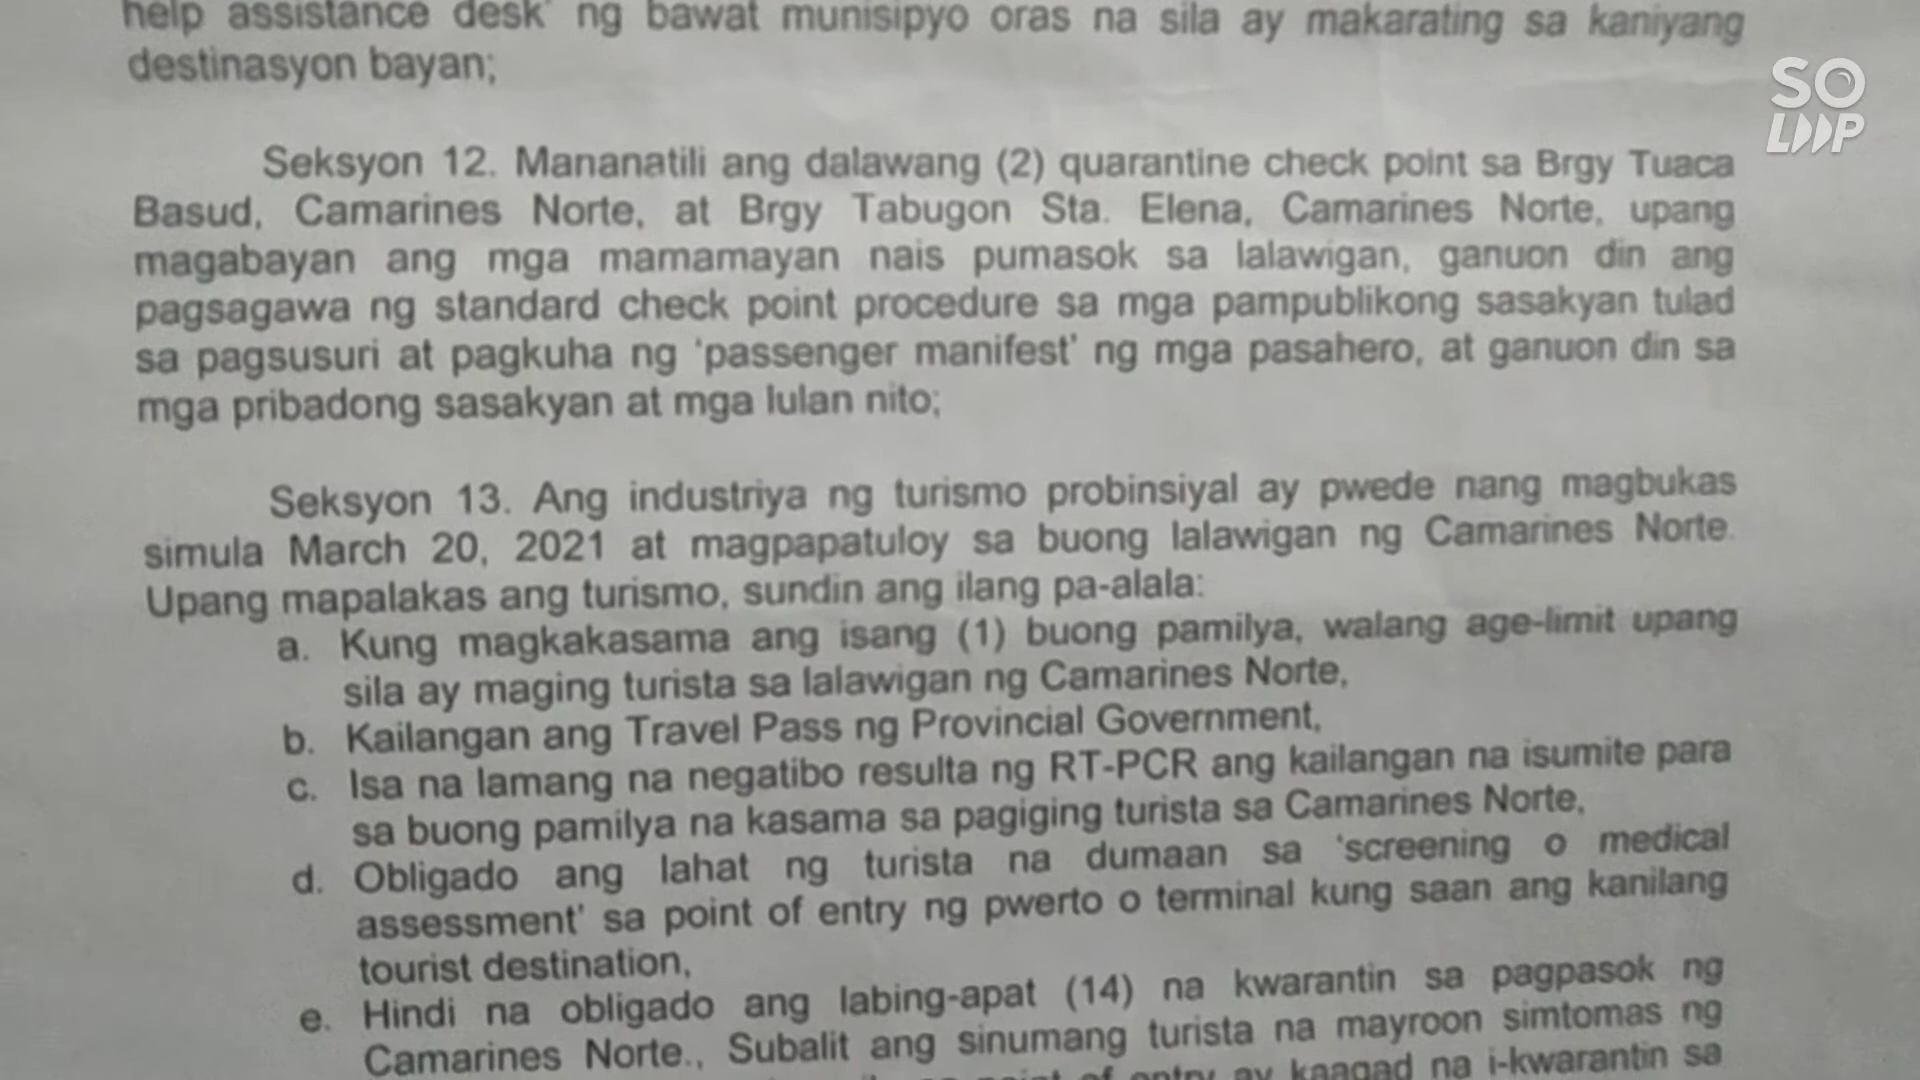 help assistance desk' ng bawat munisipyo oras na sila ay makarating sa kaniyang
destinasyon bayan;
SO
LOOP
Seksyon 12. Mananatili ang dalawang (2) quarantine check point sa Brgy Tuaca
Basud, Camarines Norte, at Brgy Tabugon Sta. Elena, Camarines Norte, upang
magabayan ang mga mamamayan nais pumasok sa lalawigan, ganuon din ang
pagsagawa ng standard check point procedure sa mga pampublikong sasakyan tulad
sa pagsusuri at pagkuha ng 'passenger manifest' ng mga pasahero, at ganuon din sa
mga pribadong sasakyan at mga lulan nito;
Seksyon 13. Ang industriya ng turismo probinsiyal ay pwede nang magbukas
simula March 20, 2021 at magpapatuloy sa buong lalawigan ng Camarines Norte.
Upang mapalakas ang turismo, sundin ang ilang pa-alala:
a. Kung magkakasama ang isang (1) buong pamilya, walang age-limit upang
sila ay maging turista sa lalawigan ng Camarines Norte,
b. Kailangan ang Travel Pass ng Provincial Government,
c. Isa na lamang na negatibo resulta ng RT-PCR ang kailangan na isumite para
sa buong pamilya na kasama sa pagiging turista sa Camarines Norte,
d. Obligado ang lahat ng turista na dumaan sa 'screening o medical
assessment' sa point of entry ng pwerto o terminal kung saan ang kanilang
tourist destination,
e. Hindi na obligado ang labing-apat (14) na kwarantin sa pagpasok ng
Camarines Norte., Subalit ang sinumang turista na mayroon simtomas ng
point of entry ay kaagad na i-kwarantin sa